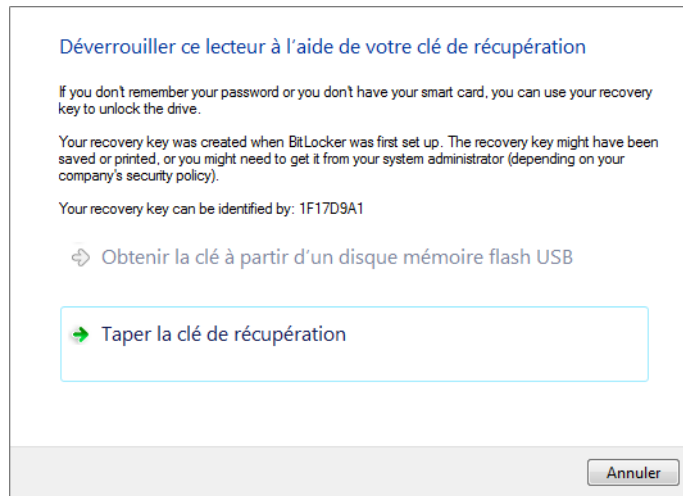 Déverrouiller ce lecteur à l'aide de votre clé de récupération
If you don't remember your password or you don't have your smart card, you can use your recovery
key to unlock the drive.
Your recovery key was created when BitLocker was first set up. The recovery key might have been
saved or printed, or you might need to get it from your system administrator (depending on your
company's security policy).
Your recovery key can be identified by: 1F17D9A1
Obtenir la clé à partir d'un disque mémoire flash USB
Taper la clé de récupération
Annuler